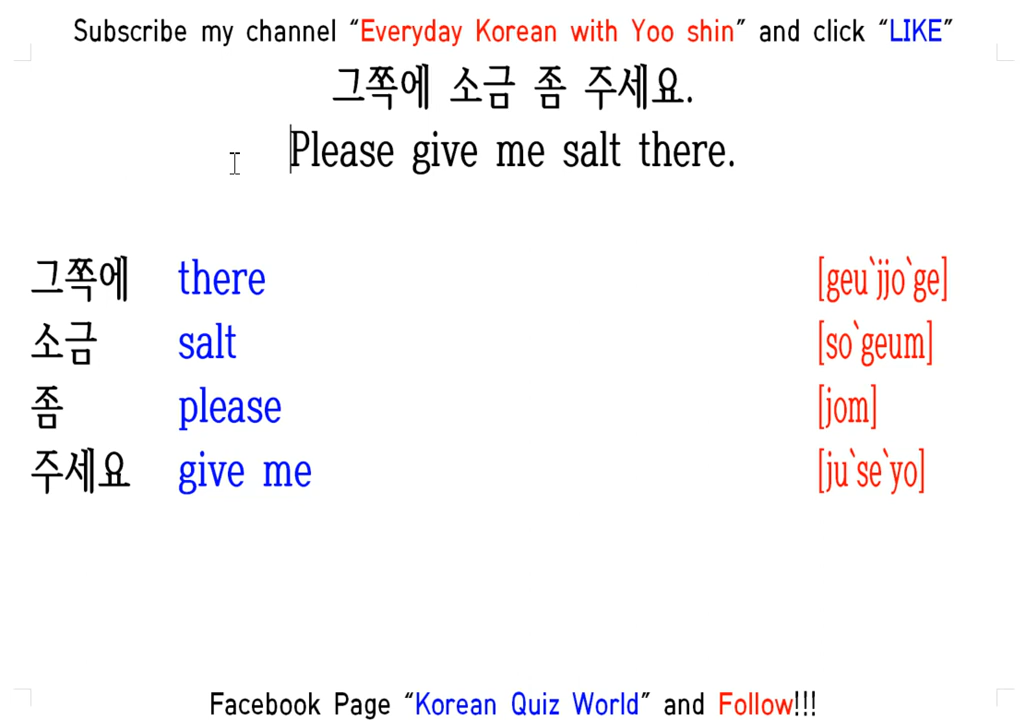 Subscribe my channel “Everyday Korean with Yoo shin” and click “LIKE”
그쪽에 소금 좀 주세요.
Please give me salt there.
그쪽에 there [geu`jjo`ge]
소금 salt [so`geum]
좀 please [jom]
주세요 give me [ju`se`yo]
Facebook Page “Korean Quiz World” and Follow!!!